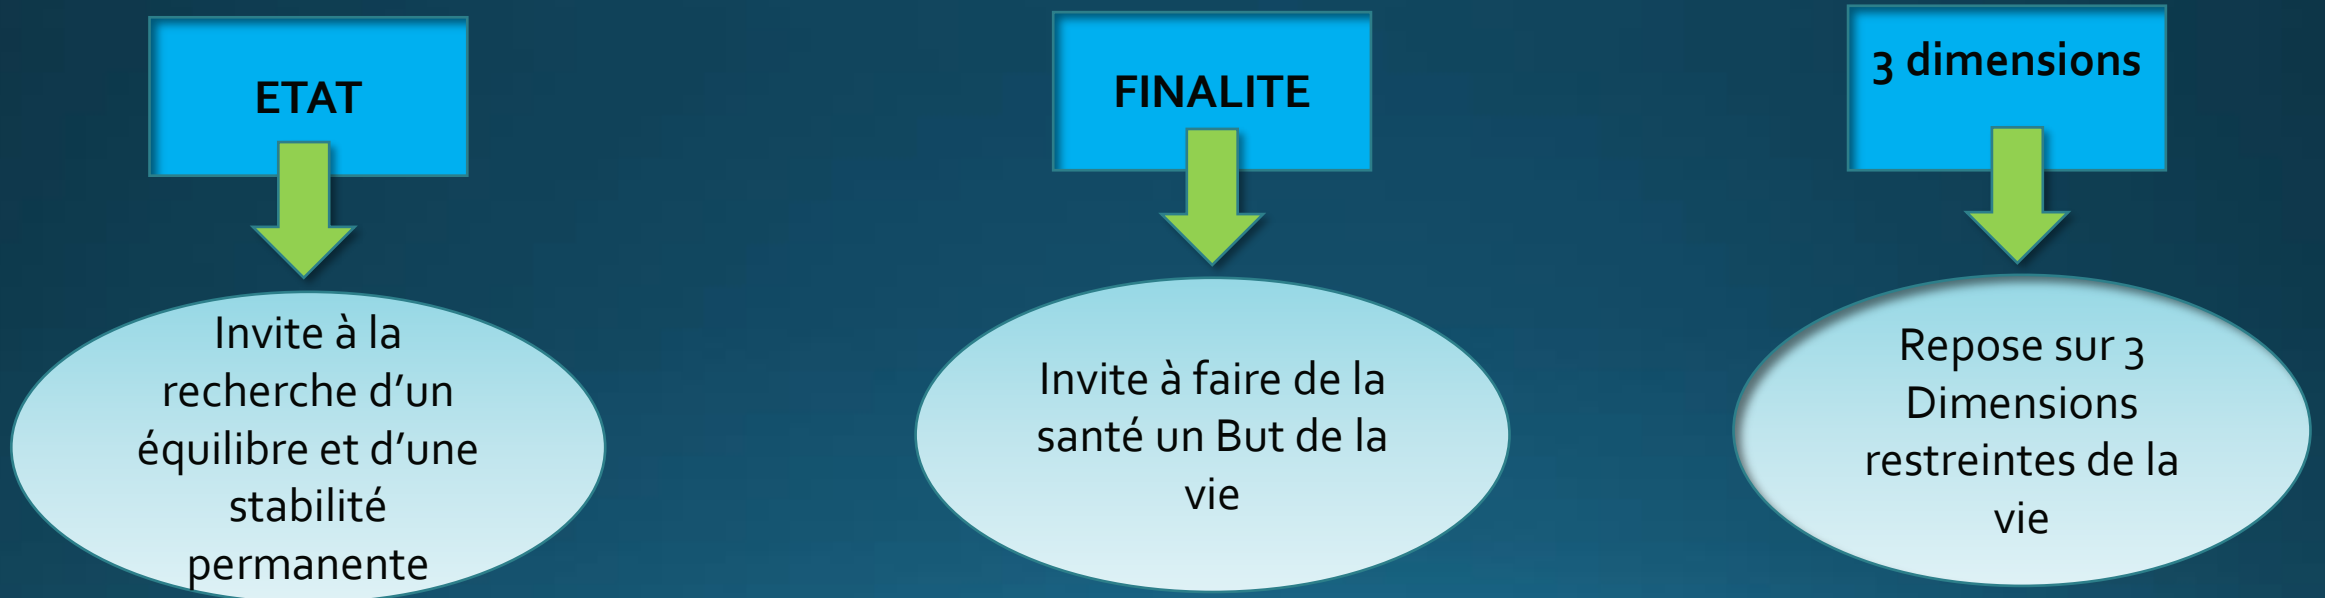 ETAT
Invite à la
recherche d’un
équilibre et d’une
stabilité
permanente
FINALITE
Invite à faire de la
santé un But de la
vie
3 dimensions
Repose sur 3
Dimensions
restreintes de la
vie